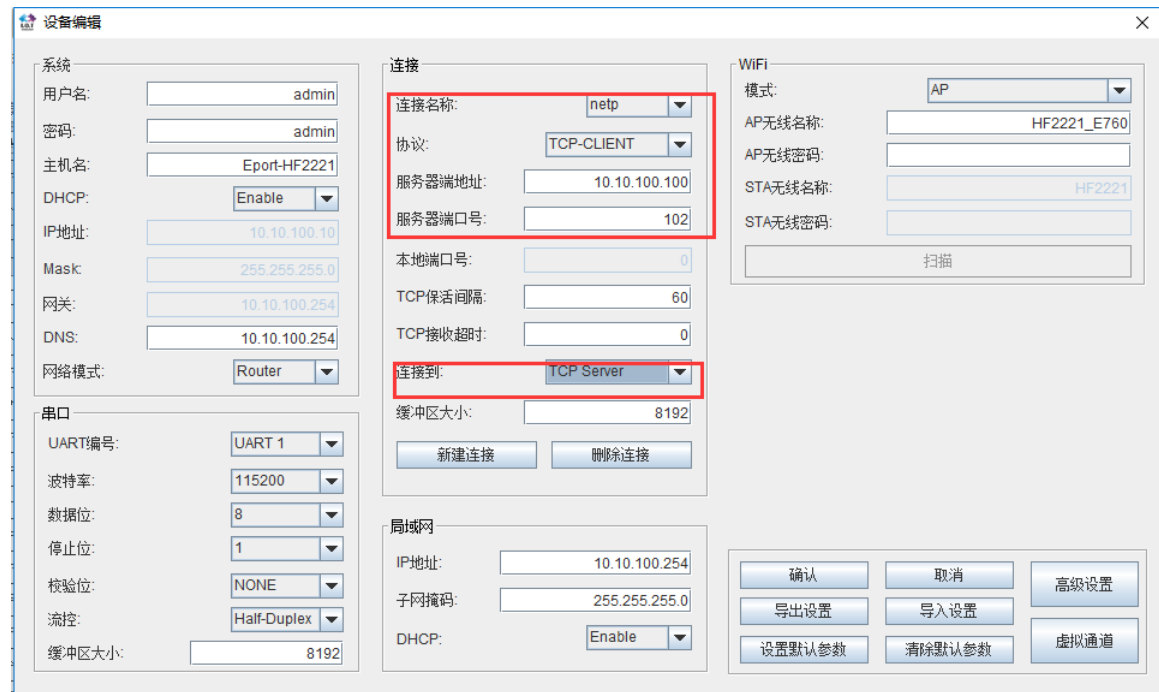 设备编辑
系统
用户名: admin
密码: admin
主机名: Eport-HF2221
DHCP: Enable
IP地址: 10.10.100.10
Mask: 255.255.255.0
网关: 10.10.100.254
DNS: 10.10.100.254
网络模式: Router
串口
UART编号: UART 1
波特率: 115200
数据位: 8
停止位: 1
校验位: NONE
流控: Half-Duplex
缓冲区大小: 8192
连接
连接名称: netp
协议: TCP-CLIENT
服务器端地址: 10.10.100.100
服务器端口号: 102
本地端口号: 0
TCP保活间隔: 60
TCP接收超时: 0
连接到: TCP Server
缓冲区大小: 8192
新建连接 删除连接
局域网
IP地址: 10.10.100.254
子网掩码: 255.255.255.0
DHCP: Enable
WiFi
模式: AP
AP无线名称: HF2221_E760
AP无线密码:
STA无线名称: HF2221
STA无线密码:
扫描
确认 取消 高级设置
导出设置 导入设置
设置默认参数 清除默认参数 虚拟通道